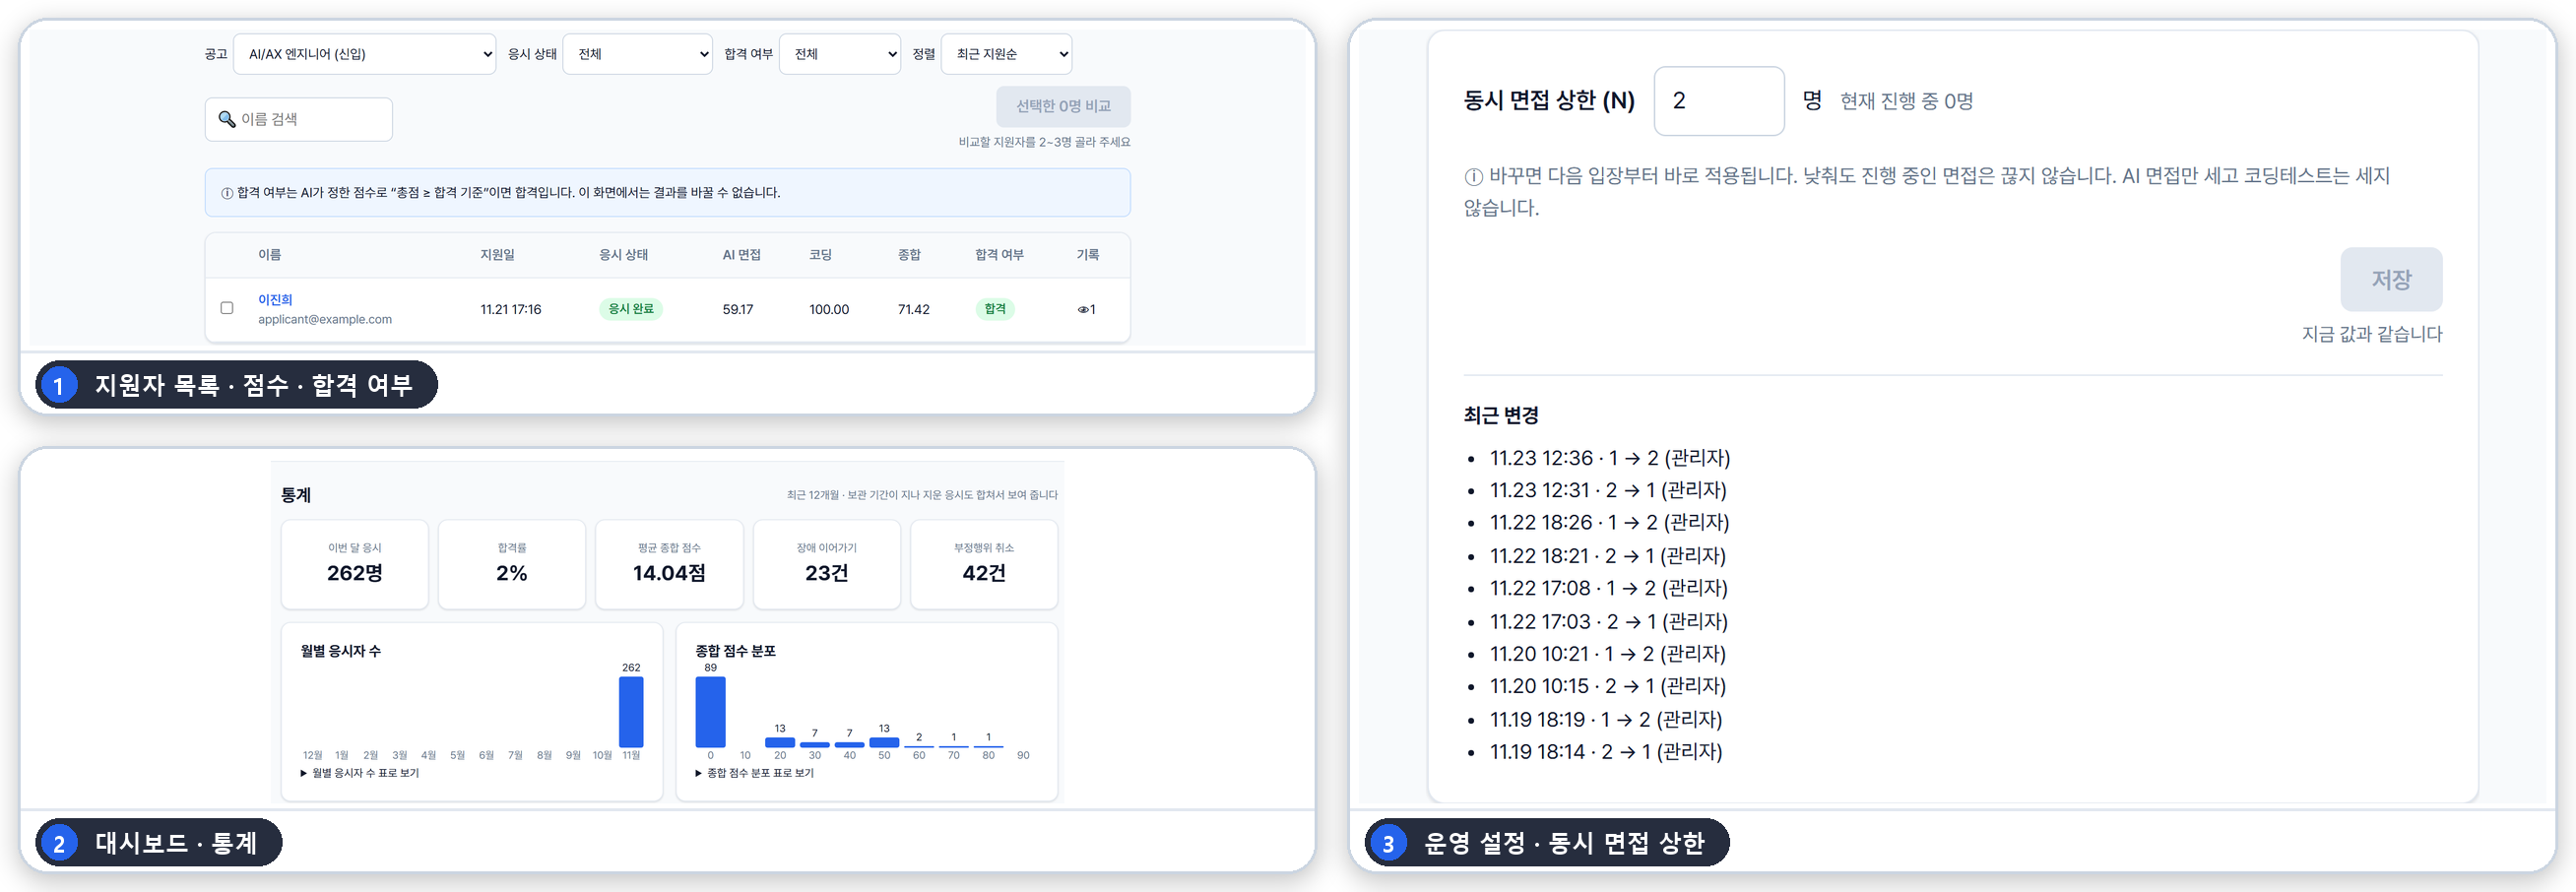 공고 AI/AX 엔지니어 (신입) 응시 상태 전체 합격 여부 전체 정렬 최근 지원순
이름 검색 선택한 0명 비교
비교할 지원자를 2~3명 골라 주세요
ⓘ 합격 여부는 AI가 정한 점수로 “총점 ≥ 합격 기준”이면 합격입니다. 이 화면에서는 결과를 바꿀 수 없습니다.
이름 지원일 응시 상태 AI 면접 코딩 종합 합격 여부 기록
이진희 11.21 17:16 응시 완료 59.17 100.00 71.42 합격 1
applicant@example.com
1 지원자 목록 · 점수 · 합격 여부
통계 최근 12개월 · 보관 기간이 지나 지운 응시도 합쳐서 보여 줍니다
이번 달 응시 합격률 평균 종합 점수 장애 이어가기 부정행위 취소
262명 2% 14.04점 23건 42건
월별 응시자 수
262
12월 1월 2월 3월 4월 5월 6월 7월 8월 9월 10월 11월
▶ 월별 응시자 수 표로 보기
종합 점수 분포
89 13 7 7 13 2 1 1
0 10 20 30 40 50 60 70 80 90
▶ 종합 점수 분포 표로 보기
2 대시보드 · 통계
동시 면접 상한 (N) 2 명 현재 진행 중 0명
ⓘ 바꾸면 다음 입장부터 바로 적용됩니다. 낮춰도 진행 중인 면접은 끊지 않습니다. AI 면접만 세고 코딩테스트는 세지
않습니다.
저장
지금 값과 같습니다
최근 변경
• 11.23 12:36 · 1 → 2 (관리자)
• 11.23 12:31 · 2 → 1 (관리자)
• 11.22 18:26 · 1 → 2 (관리자)
• 11.22 18:21 · 2 → 1 (관리자)
• 11.22 17:08 · 1 → 2 (관리자)
• 11.22 17:03 · 2 → 1 (관리자)
• 11.20 10:21 · 1 → 2 (관리자)
• 11.20 10:15 · 2 → 1 (관리자)
• 11.19 18:19 · 1 → 2 (관리자)
• 11.19 18:14 · 2 → 1 (관리자)
3 운영 설정 · 동시 면접 상한